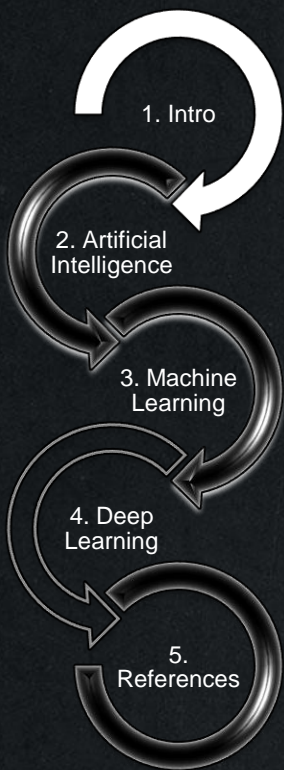 1. Intro
2. Artificial
Intelligence
3. Machine
Learning
4. Deep
Learning
5.
References